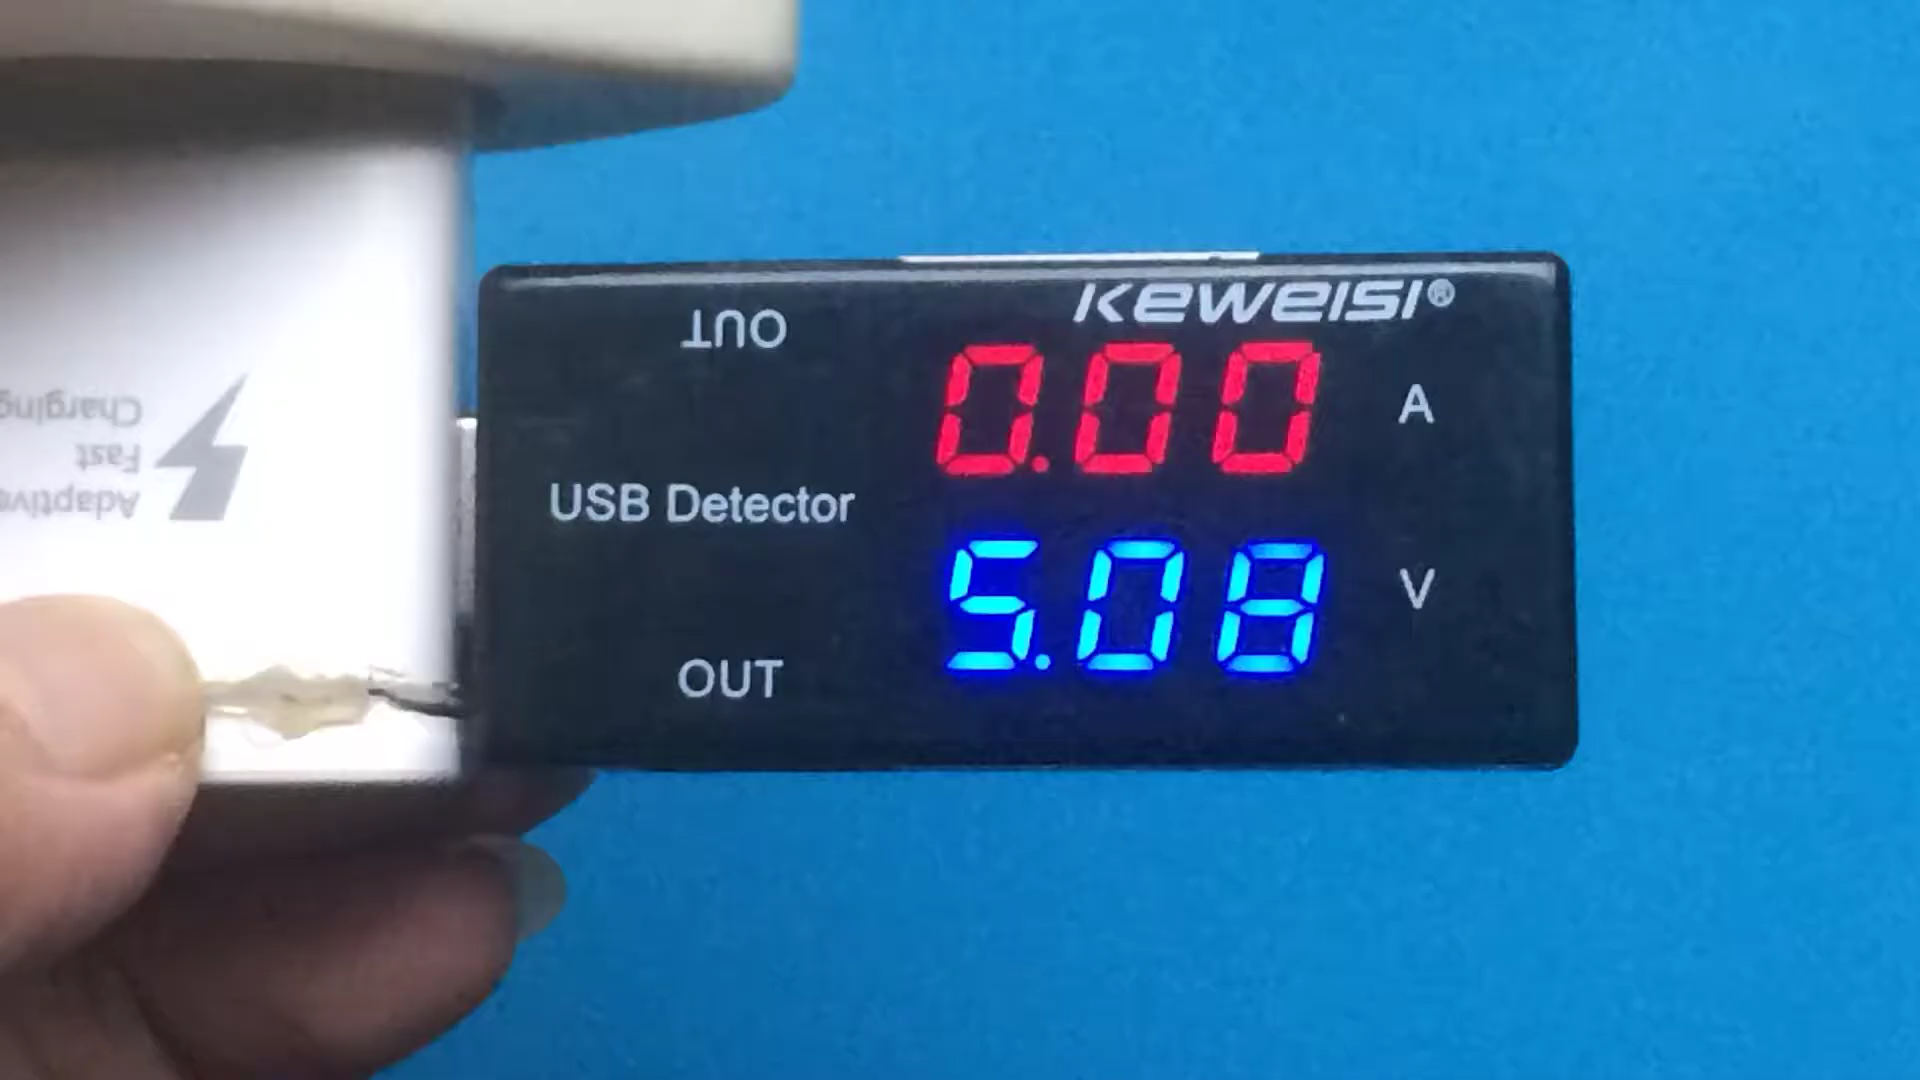 KEWEISI®
OUT
0.00 A
USB Detector
5.08 V
OUT
Adaptive
Fast
Charging